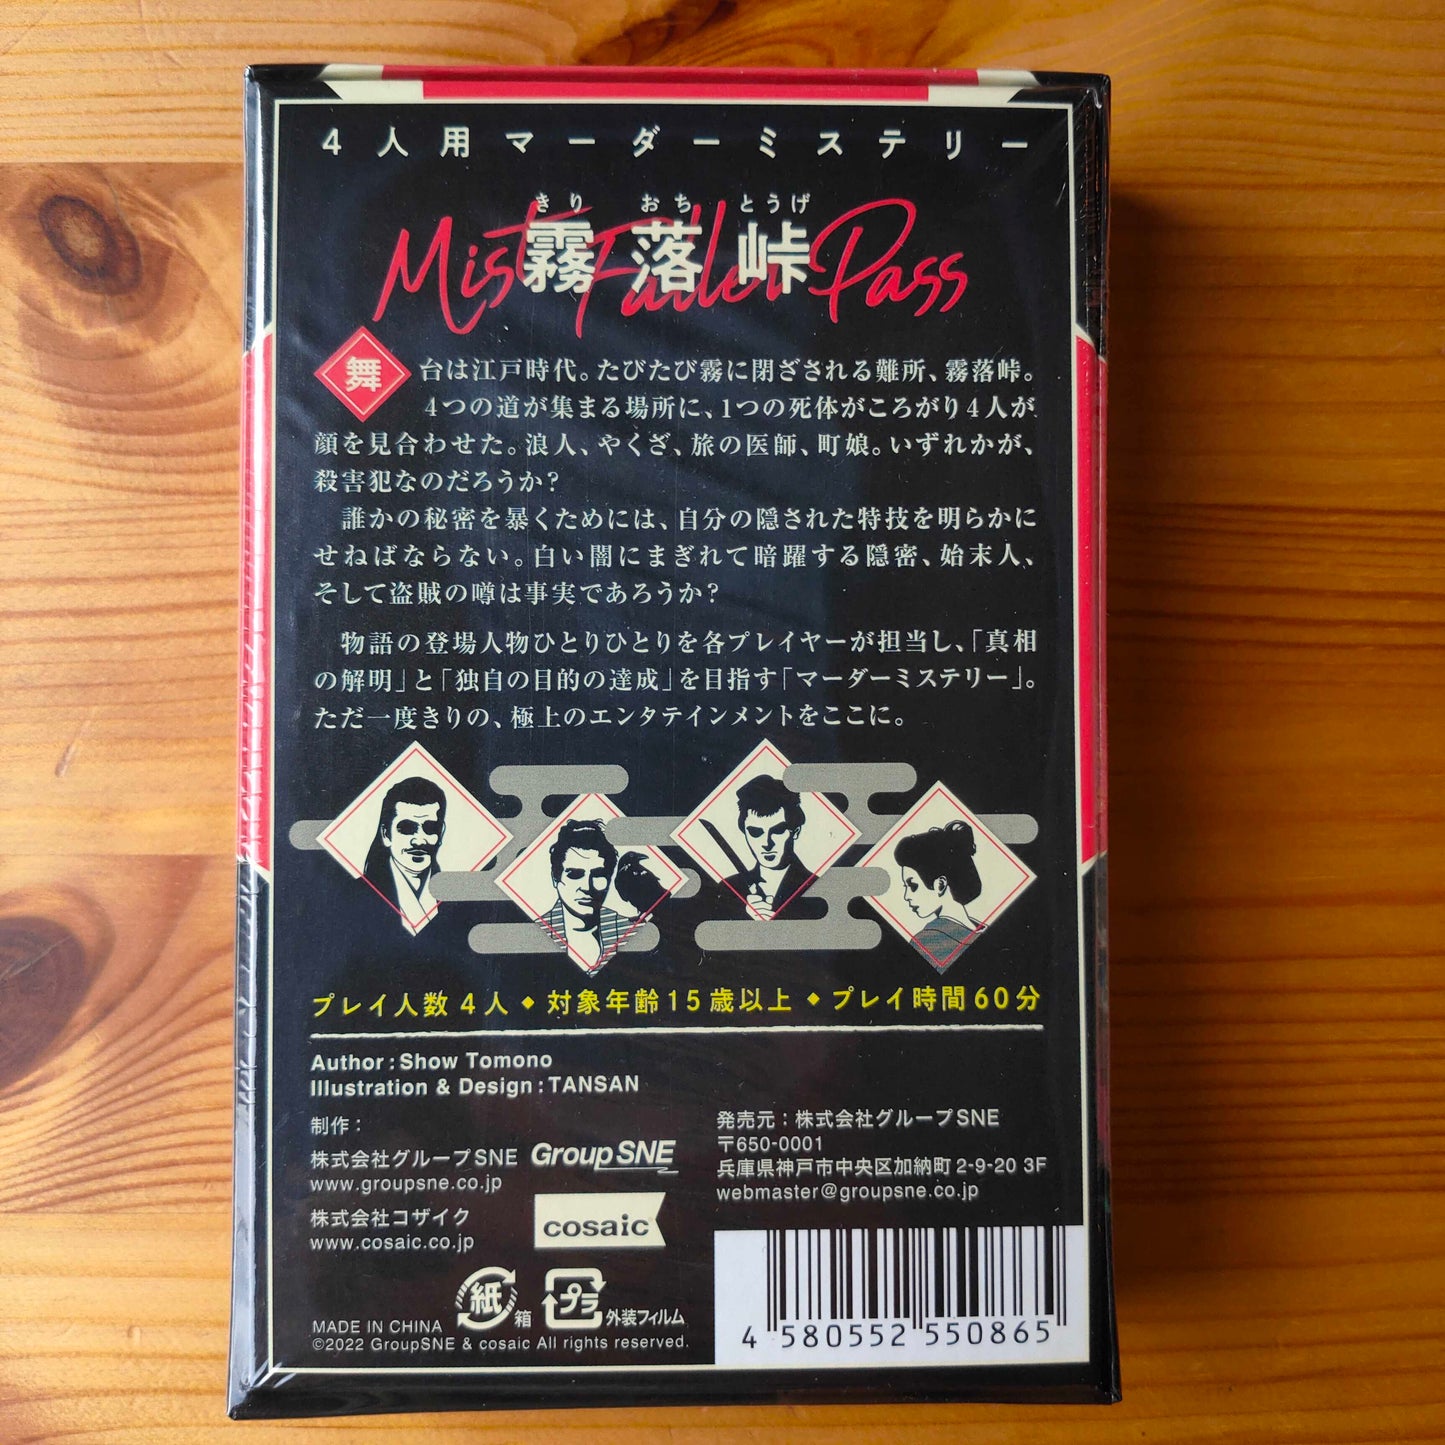 4人用マーダーミステリー
きり おち とうげ
霧落峠
Mist Fallen Pass
舞台は江戸時代。たびたび霧に閉ざされる難所、霧落峠。
4つの道が集まる場所に、1つの死体がころがり4人が
顔を見合わせた。浪人、やくざ、旅の医師、町娘。いずれかが、
殺害犯なのだろうか？
誰かの秘密を暴くためには、自分の隠された特技を明らかに
せねばならない。白い闇にまぎれて暗躍する隠密、始末人、
そして盗賊の噂は事実であろうか？
物語の登場人物ひとりひとりを各プレイヤーが担当し、「真相
の解明」と「独自の目的の達成」を目指す「マーダーミステリー」。
ただ一度きりの、極上のエンタテインメントをここに。
プレイ人数4人◆対象年齢15歳以上◆プレイ時間60分
Author : Show Tomono
Illustration & Design : TANSAN
制作：
株式会社グループSNE GroupSNE
www.groupsne.co.jp
株式会社コザイク
www.cosaic.co.jp
cosaic
発売元：株式会社グループSNE
〒650-0001
兵庫県神戸市中央区加納町2-9-20 3F
webmaster@groupsne.co.jp
紙 箱 プラ 外装フィルム
MADE IN CHINA
©2022 GroupSNE & cosaic All rights reserved.
4 580552 550865